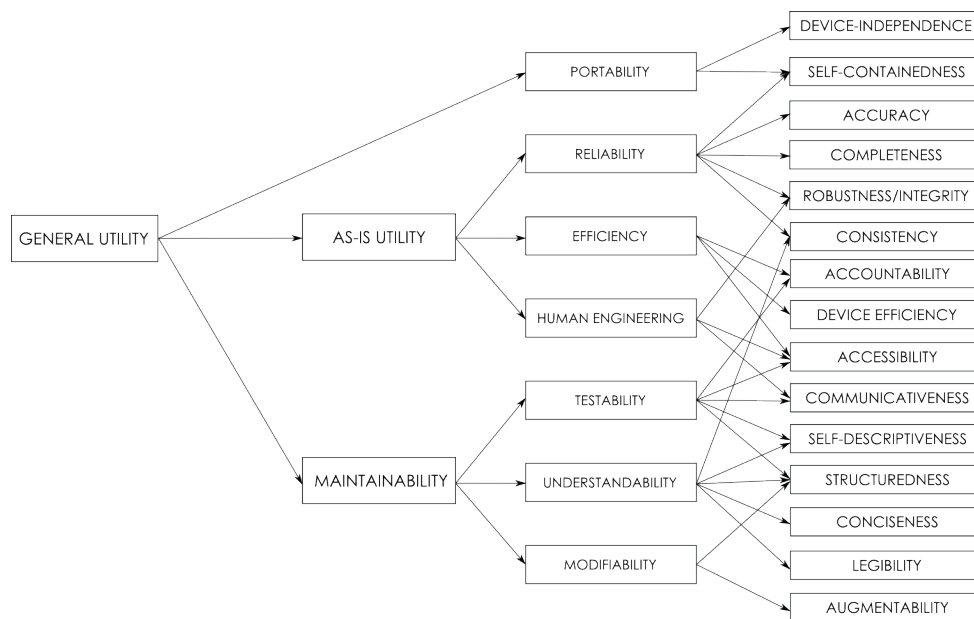 GENERAL UTILITY
AS-IS UTILITY
MAINTAINABILITY
PORTABILITY
RELIABILITY
EFFICIENCY
HUMAN ENGINEERING
TESTABILITY
UNDERSTANDABILITY
MODIFIABILITY
DEVICE-INDEPENDENCE
SELF-CONTAINEDNESS
ACCURACY
COMPLETENESS
ROBUSTNESS/INTEGRITY
CONSISTENCY
ACCOUNTABILITY
DEVICE EFFICIENCY
ACCESSIBILITY
COMMUNICATIVENESS
SELF-DESCRIPTIVENESS
STRUCTUREDNESS
CONCISENESS
LEGIBILITY
AUGMENTABILITY